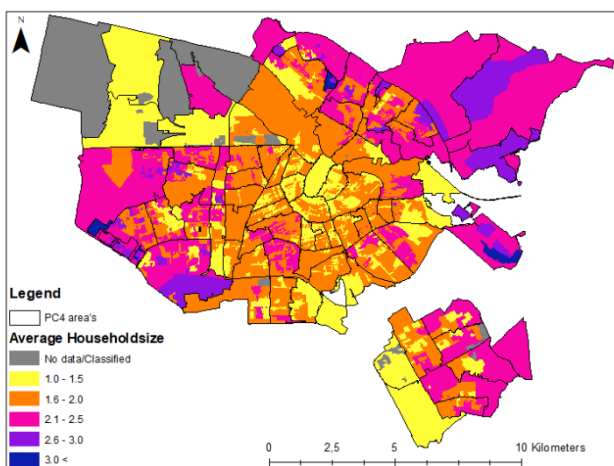 N
Legend
PC4 area's
Average Householdsize
No data/Classified
1.0 - 1.5
1.6 - 2.0
2.1 - 2.5
2.6 - 3.0
3.0 <
0 2,5 5 10 Kilometers